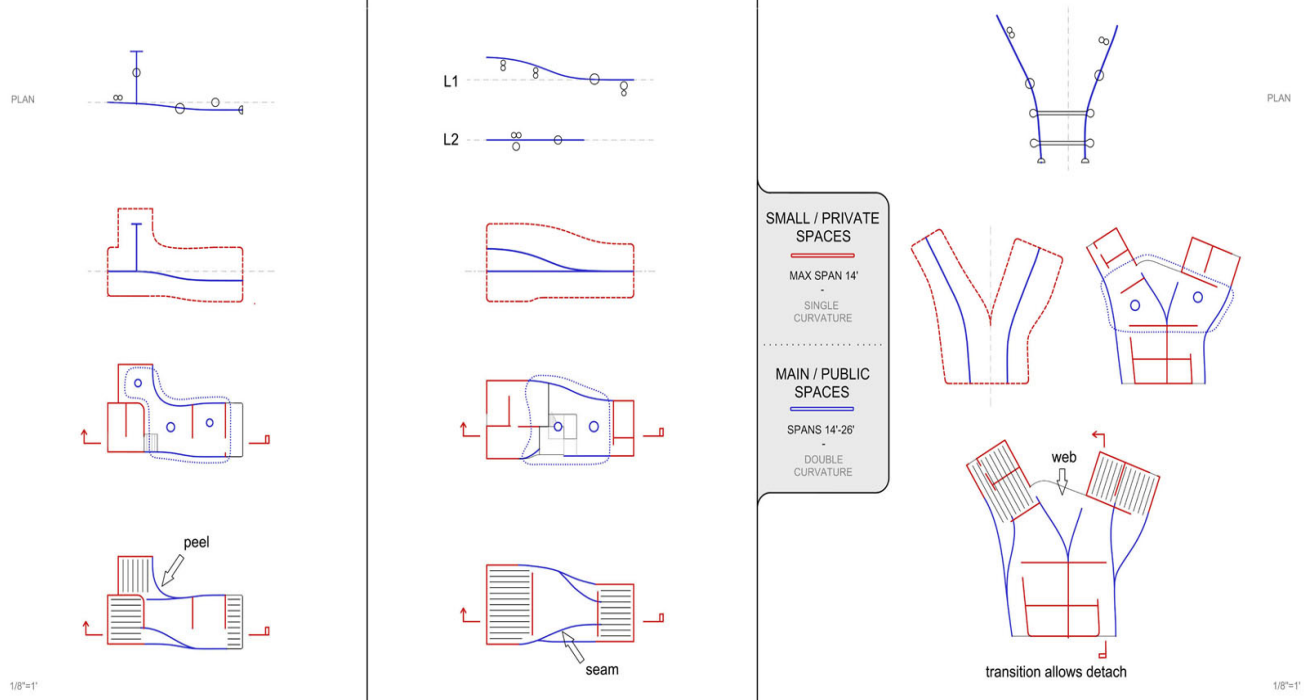 PLAN
L1
L2
PLAN
SMALL / PRIVATE
SPACES
MAX SPAN 14'
-
SINGLE
CURVATURE
MAIN / PUBLIC
SPACES
SPANS 14'-26'
-
DOUBLE
CURVATURE
web
peel
seam
transition allows detach
1/8"=1'
1/8"=1'